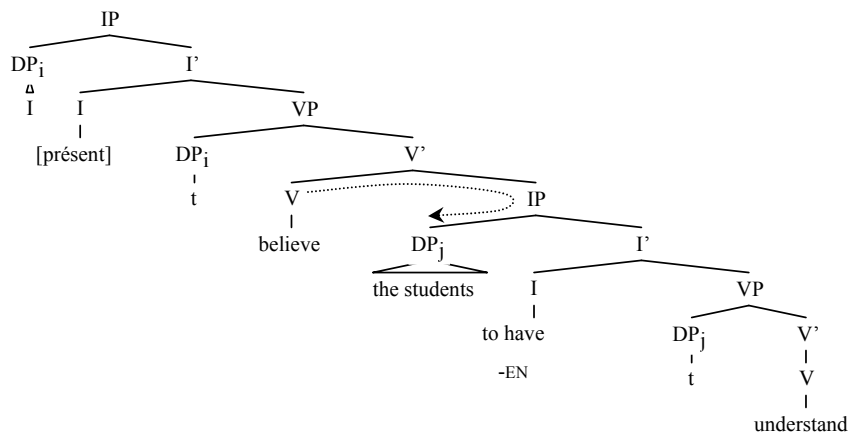 IP
DPi I'
I I VP
[présent] DPi V'
t V IP
believe DPj I'
the students I VP
to have DPj V'
-EN t V
understand